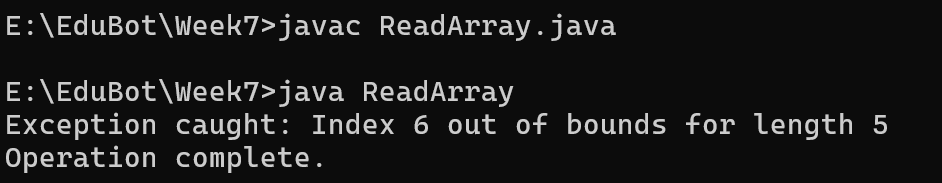 E:\EduBot\Week7>javac ReadArray.java
E:\EduBot\Week7>java ReadArray
Exception caught: Index 6 out of bounds for length 5
Operation complete.